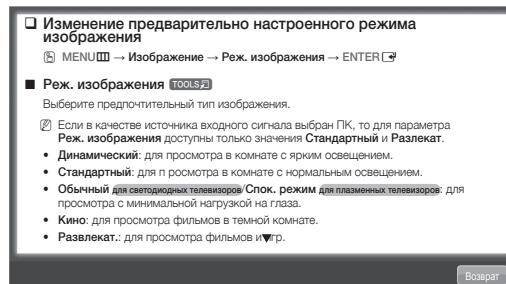 Изменение предварительно настроенного режима
изображения
MENU → Изображение → Реж. изображения → ENTER
Реж. изображения TOOLS
Выберите предпочтительный тип изображения.
Если в качестве источника входного сигнала выбран ПК, то для параметра
Реж. изображения доступны только значения Стандартный и Разлекат.
• Динамический: для просмотра в комнате с ярким освещением.
• Стандартный: для п росмотра в комнате с нормальным освещением.
• Обычный для светодиодных телевизоров/Спок. режим для плазменных телевизоров: для
просмотра с минимальной нагрузкой на глаза.
• Кино: для просмотра фильмов в темной комнате.
• Развлекат.: для просмотра фильмов и▼гр.
Возврат